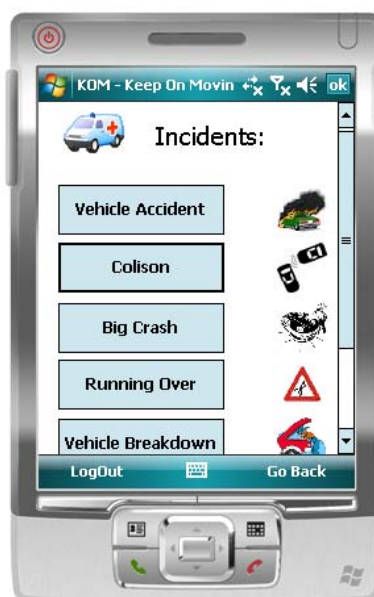 KOM - Keep On Movin
ok
Incidents:
Vehicle Accident
Colison
Big Crash
Running Over
Vehicle Breakdown
LogOut
Go Back